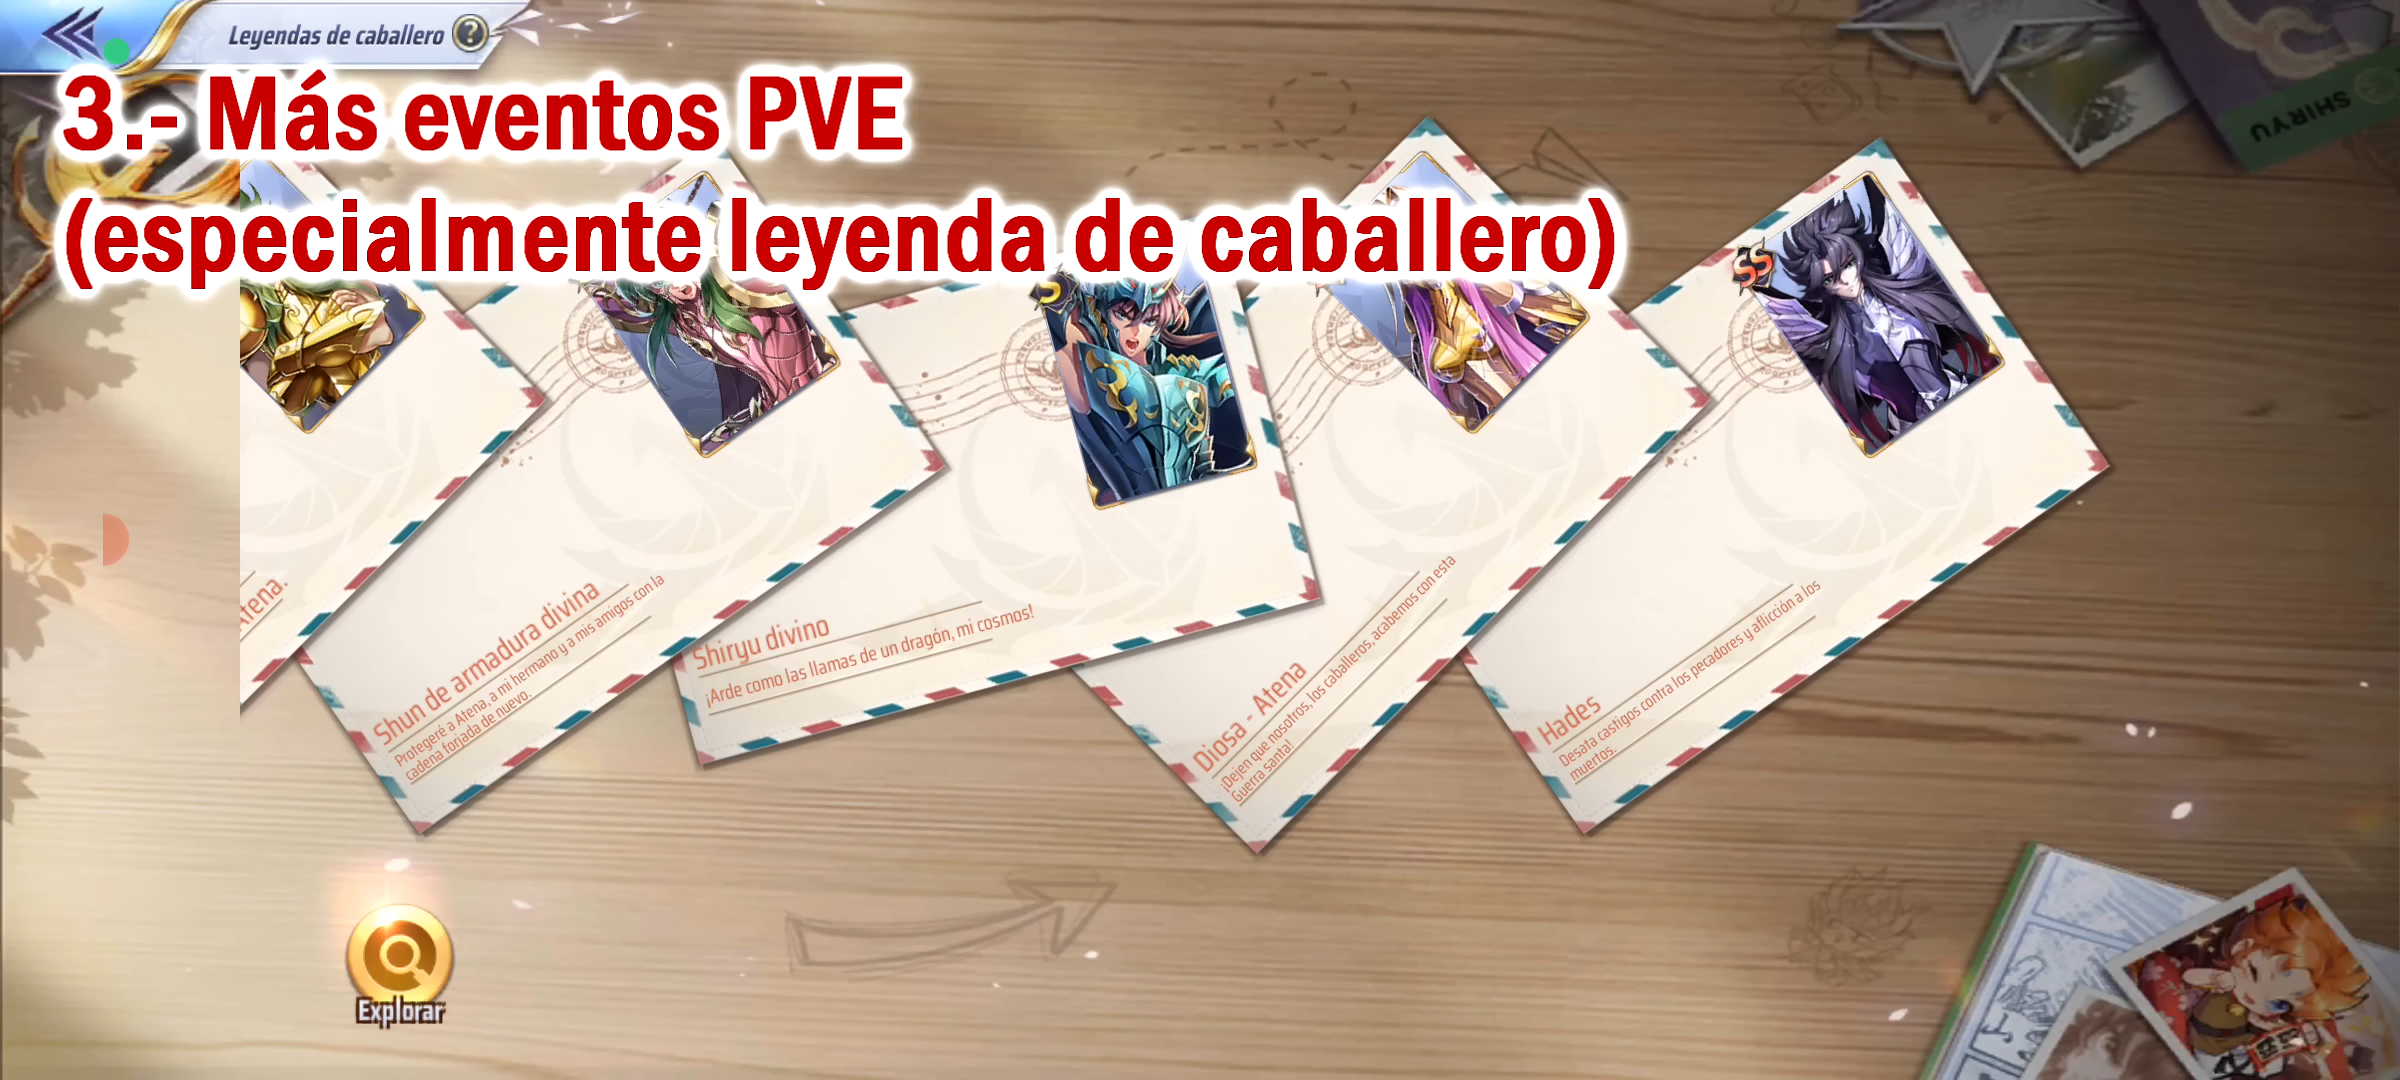 Leyendas de caballero ?
3.- Más eventos PVE
(especialmente leyenda de caballero)
SHIRYU
SS
S
Atena.
Shun de armadura divina
Protegeré a Atena, a mi hermano y a mis amigos con la
cadena forjada de nuevo.
Shiryu divino
¡Arde como las llamas de un dragón, mi cosmos!
Diosa - Atena
¡Dejen que nosotros, los caballeros, acabemos con esta
Guerra santa!
Hades
Desata castigos contra los pecadores y aflicción a los
muertos.
Explorar